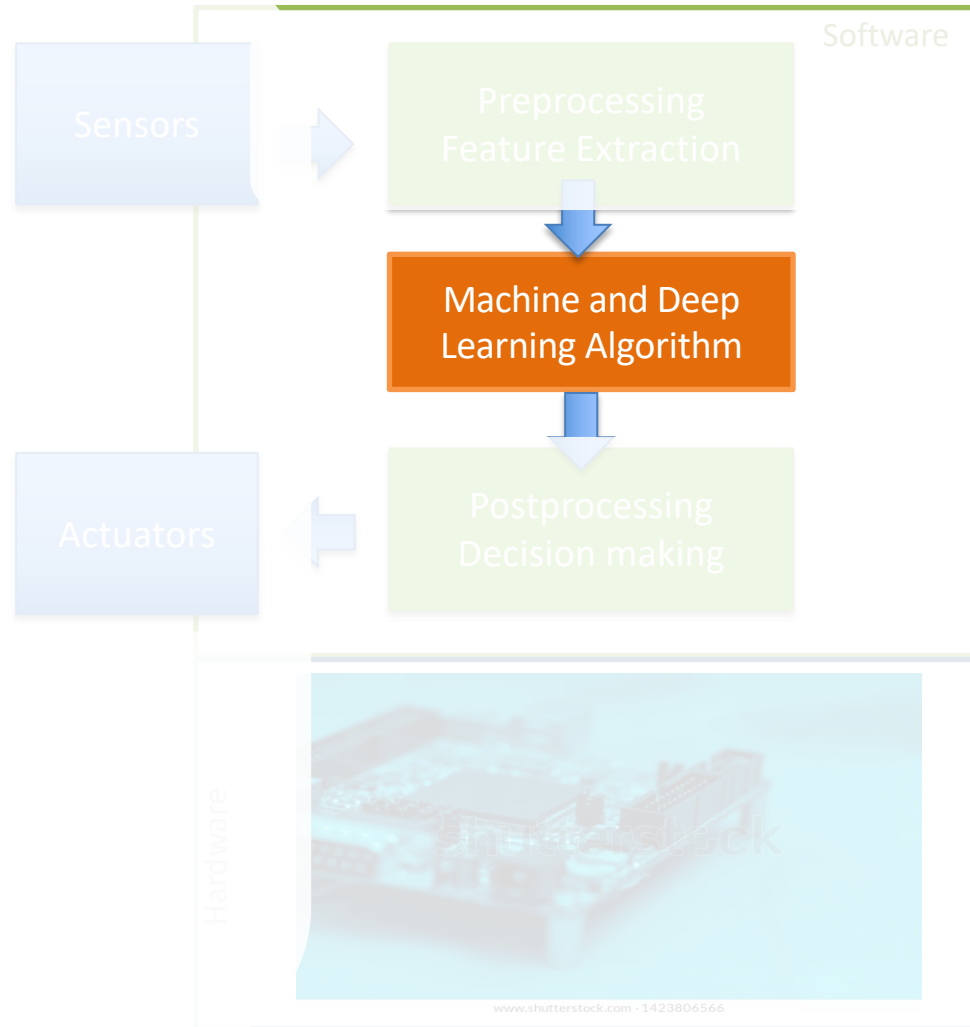 Software
Sensors
Preprocessing
Feature Extraction
Machine and Deep
Learning Algorithm
Actuators
Postprocessing
Decision making
Hardware
shutterstock
www.shutterstock.com · 1423806566